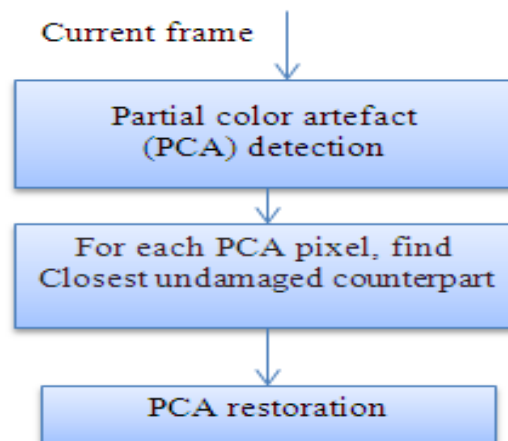 Current frame
Partial color artefact
(PCA) detection
For each PCA pixel, find
Closest undamaged counterpart
PCA restoration